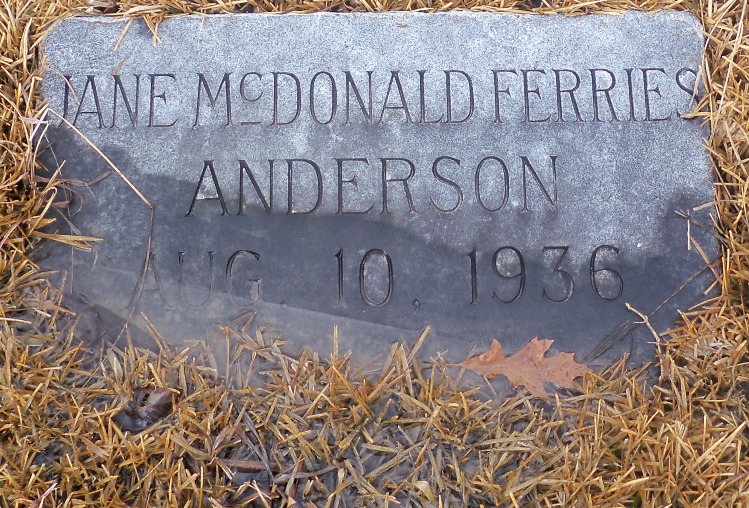 JANE McDONALD FERRIES
ANDERSON
AUG. 10, 1936